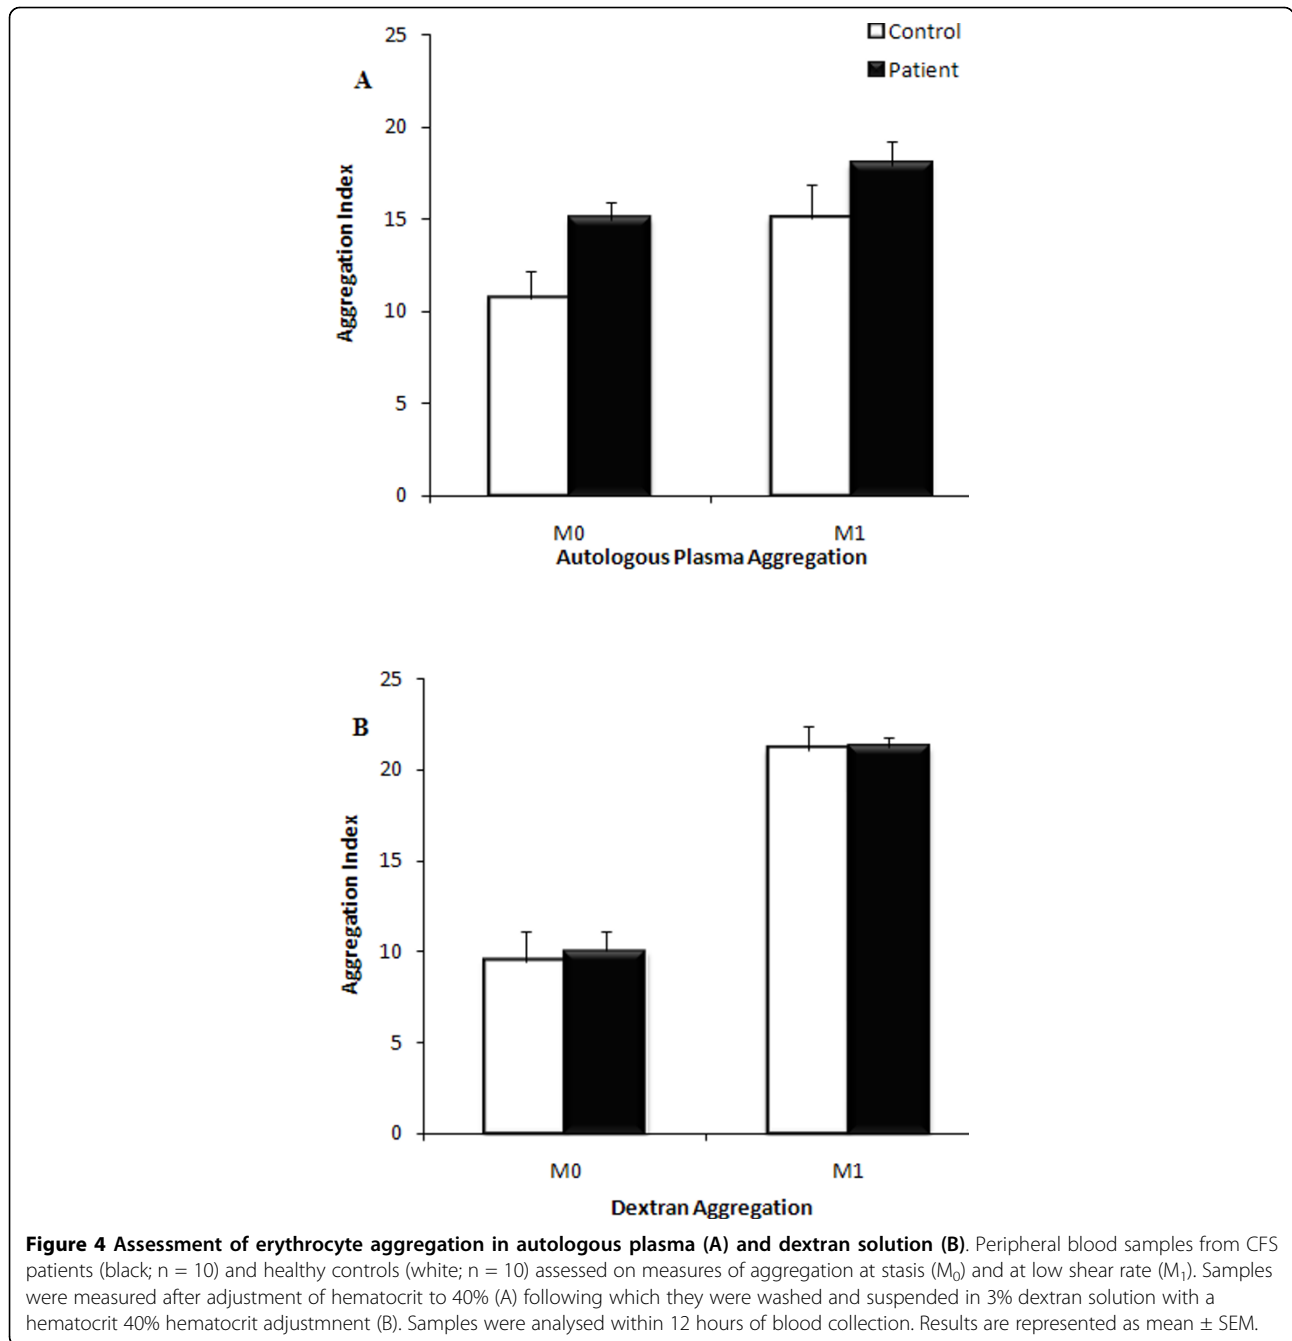 Control
Patient
A
25
20
15
10
5
0
Aggregation Index
M0 M1
Autologous Plasma Aggregation
B
25
20
15
10
5
0
Aggregation Index
M0 M1
Dextran Aggregation
Figure 4 Assessment of erythrocyte aggregation in autologous plasma (A) and dextran solution (B). Peripheral blood samples from CFS
patients (black; n = 10) and healthy controls (white; n = 10) assessed on measures of aggregation at stasis (M0) and at low shear rate (M1). Samples
were measured after adjustment of hematocrit to 40% (A) following which they were washed and suspended in 3% dextran solution with a
hematocrit 40% hematocrit adjustmnent (B). Samples were analysed within 12 hours of blood collection. Results are represented as mean ± SEM.